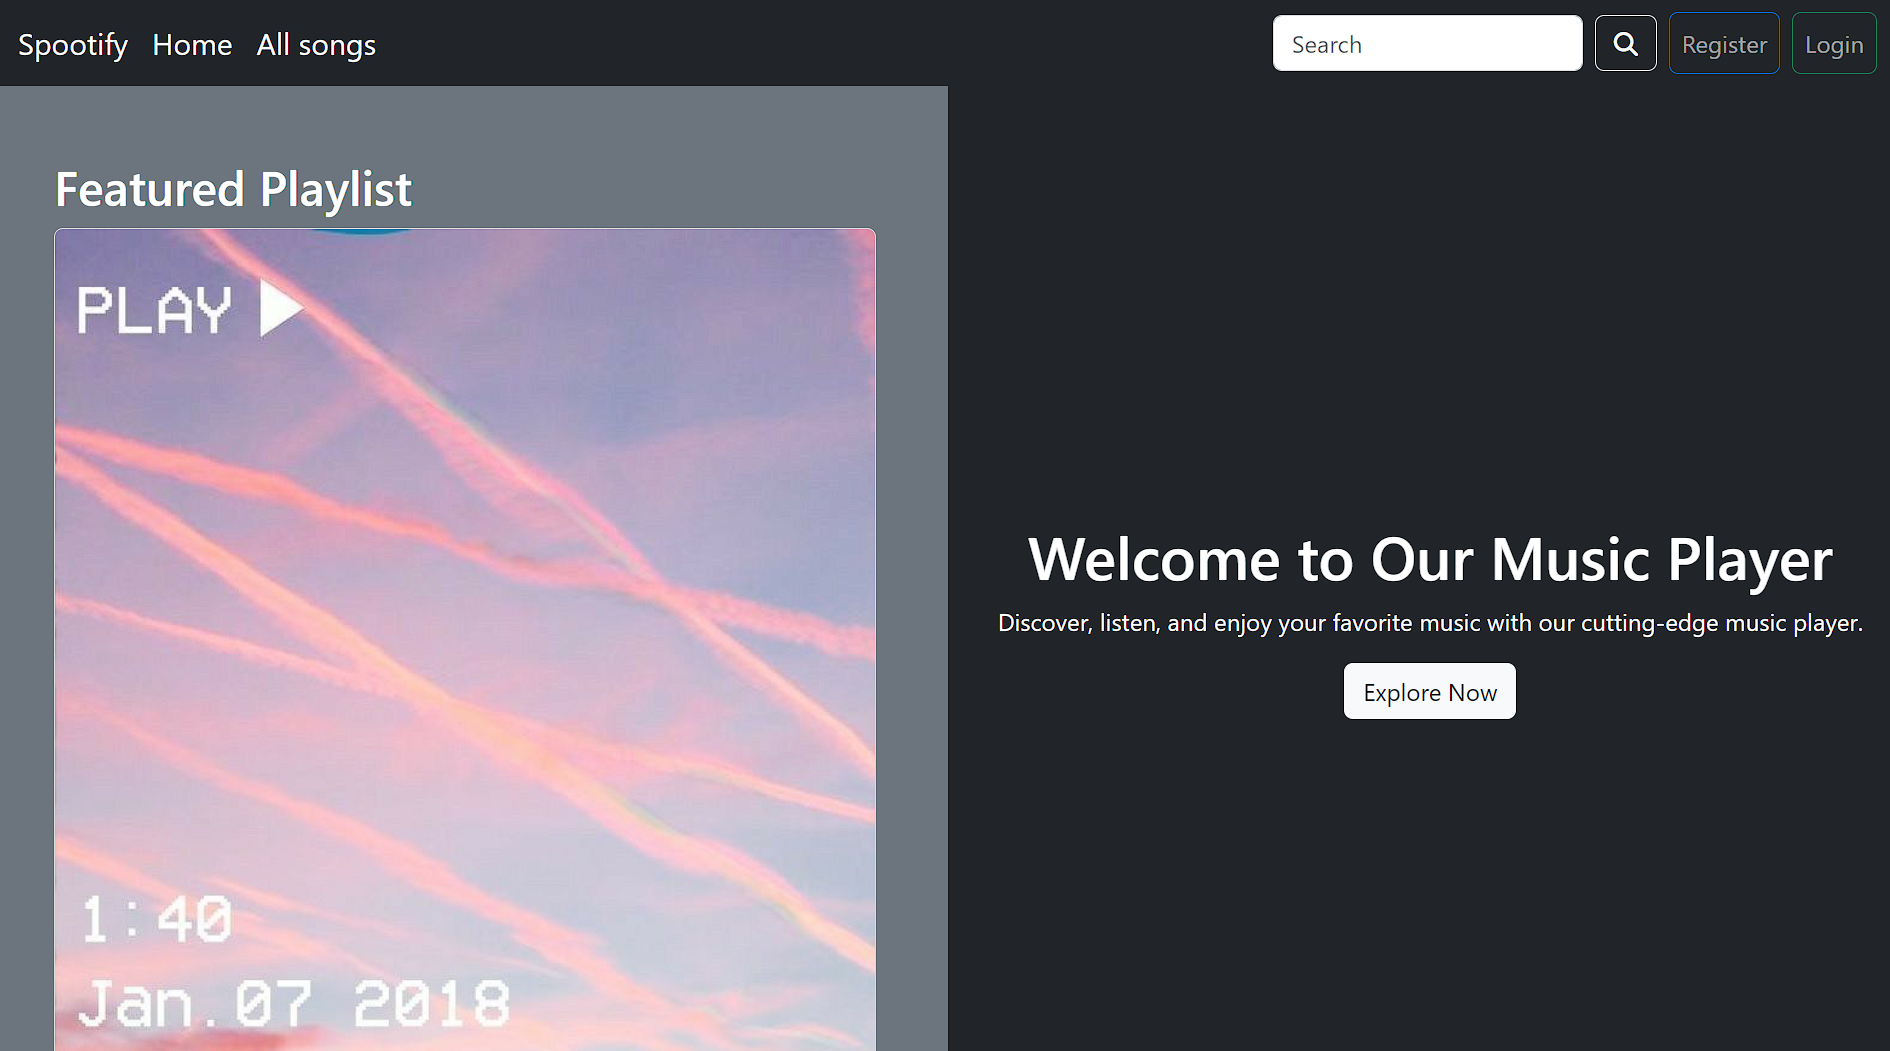 Spootify Home All songs Search Register Login
Featured Playlist
PLAY
1:40
Jan.07 2018
Welcome to Our Music Player
Discover, listen, and enjoy your favorite music with our cutting-edge music player.
Explore Now